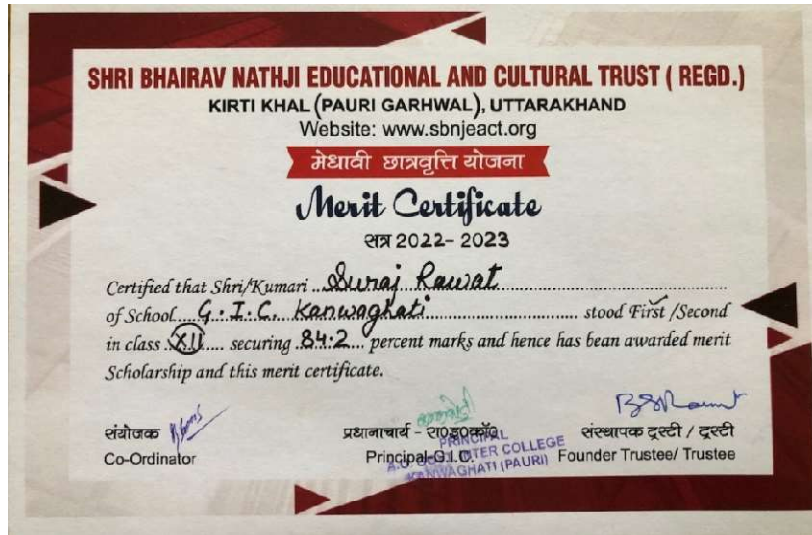 SHRI BHAIRAV NATHJI EDUCATIONAL AND CULTURAL TRUST ( REGD.)
KIRTI KHAL (PAURI GARHWAL), UTTARAKHAND
Website: www.sbnjeact.org
मेधावी छात्रवृत्ति योजना
Merit Certificate
सत्र 2022- 2023
Certified that Shri/Kumari ..Suraj Rawat
of School....G.I.C. Kanwaghati............ stood First /Second
in class .XII.... securing .84.2... percent marks and hence has been awarded merit
Scholarship and this merit certificate.
संयोजक
प्रधानाचार्य - रा०इ०कॉ०
संस्थापक ट्रस्टी / ट्रस्टी
Co-Ordinator
Principal-G.I.C.
Founder Trustee/ Trustee
PRINCIPAL
INTER COLLEGE
KANWAGHATI (PAURI)